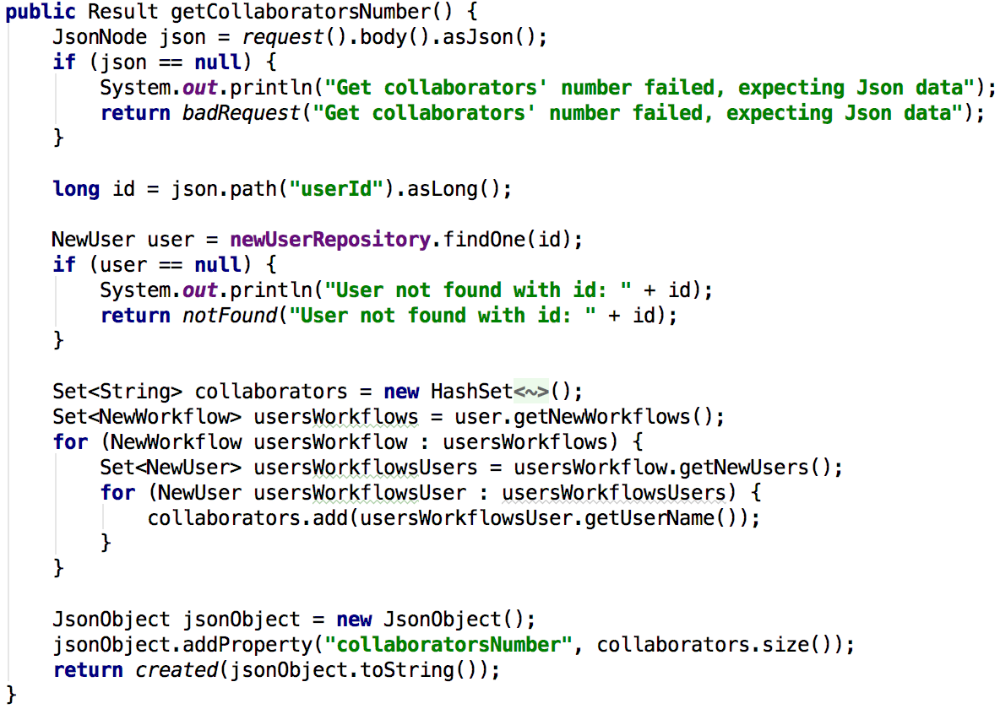 public Result getCollaboratorsNumber() {
    JsonNode json = request().body().asJson();
    if (json == null) {
        System.out.println("Get collaborators' number failed, expecting Json data");
        return badRequest("Get collaborators' number failed, expecting Json data");
    }

    long id = json.path("userId").asLong();

    NewUser user = newUserRepository.findOne(id);
    if (user == null) {
        System.out.println("User not found with id: " + id);
        return notFound("User not found with id: " + id);
    }

    Set<String> collaborators = new HashSet<~>();
    Set<NewWorkflow> usersWorkflows = user.getNewWorkflows();
    for (NewWorkflow usersWorkflow : usersWorkflows) {
        Set<NewUser> usersWorkflowsUsers = usersWorkflow.getNewUsers();
        for (NewUser usersWorkflowsUser : usersWorkflowsUsers) {
            collaborators.add(usersWorkflowsUser.getUserName());
        }
    }

    JsonObject jsonObject = new JsonObject();
    jsonObject.addProperty("collaboratorsNumber", collaborators.size());
    return created(jsonObject.toString());
}